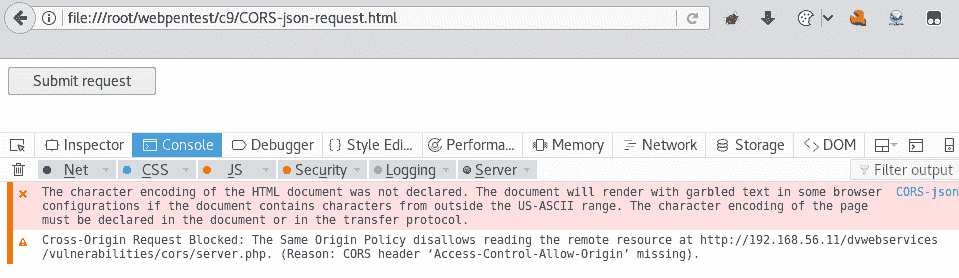 file:///root/webpentest/c9/CORS-json-request.html
Submit request
Inspector Console Debugger {} Style Edi... Performa... Memory Network Storage <> DOM
Net CSS JS Security Logging Server Filter output
The character encoding of the HTML document was not declared. The document will render with garbled text in some browser CORS-json
configurations if the document contains characters from outside the US-ASCII range. The character encoding of the page
must be declared in the document or in the transfer protocol.
Cross-Origin Request Blocked: The Same Origin Policy disallows reading the remote resource at http://192.168.56.11/dvwebservices
/vulnerabilities/cors/server.php. (Reason: CORS header ‘Access-Control-Allow-Origin’ missing).